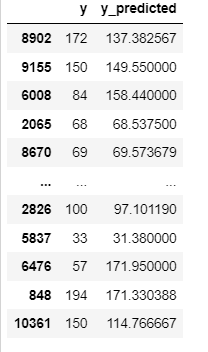 y y_predicted
8902 172 137.382567
9155 150 149.550000
6008 84 158.440000
2065 68 68.537500
8670 69 69.573679
... ... ...
2826 100 97.101190
5837 33 31.380000
6476 57 171.950000
848 194 171.330388
10361 150 114.766667